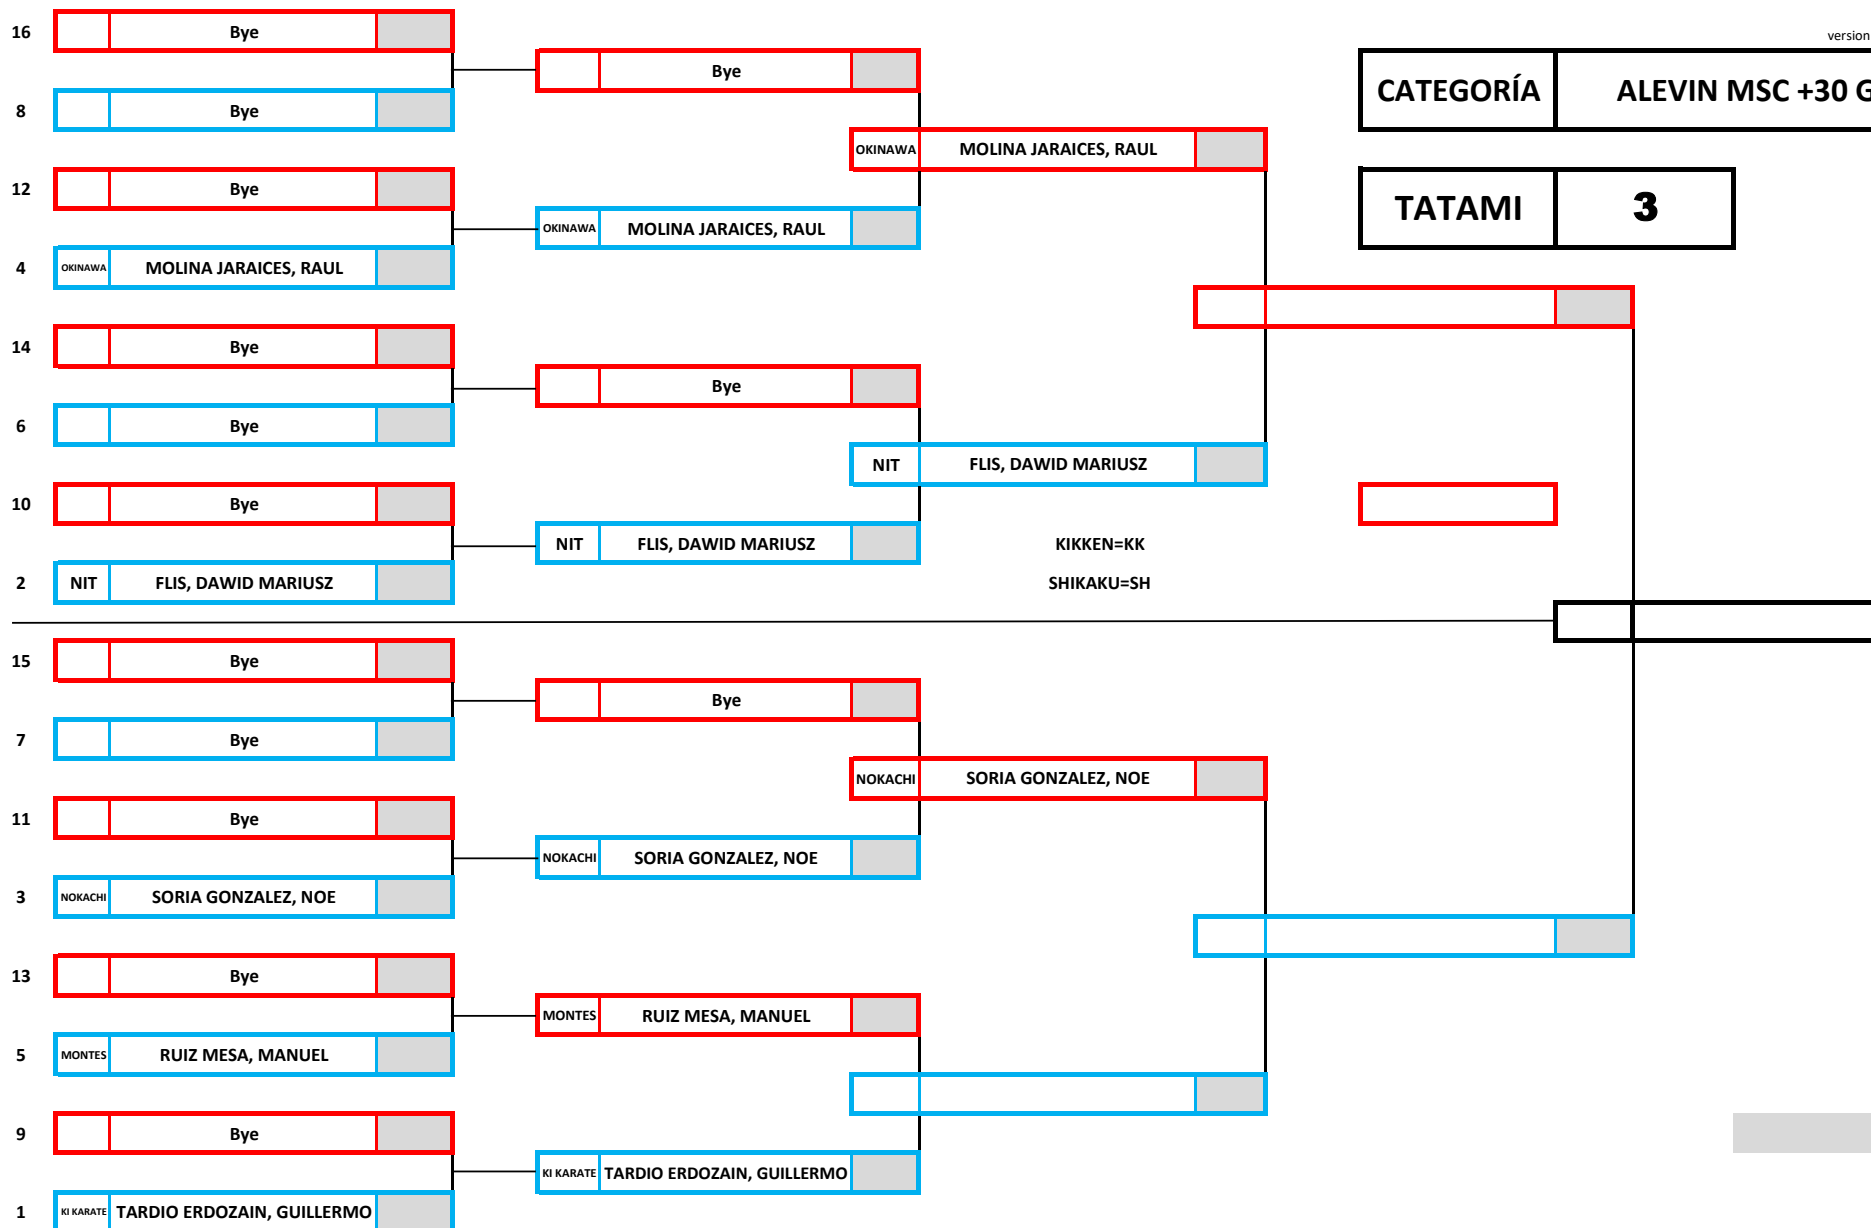 version
CATEGORÍA ALEVIN MSC +30 G
TATAMI 3
16 Bye
8 Bye
12 Bye
4 OKINAWA MOLINA JARAICES, RAUL
14 Bye
6 Bye
10 Bye
2 NIT FLIS, DAWID MARIUSZ
15 Bye
7 Bye
11 Bye
3 NOKACHI SORIA GONZALEZ, NOE
13 Bye
5 MONTES RUIZ MESA, MANUEL
9 Bye
1 KI KARATE TARDIO ERDOZAIN, GUILLERMO
Bye
OKINAWA MOLINA JARAICES, RAUL
Bye
NIT FLIS, DAWID MARIUSZ
Bye
NOKACHI SORIA GONZALEZ, NOE
MONTES RUIZ MESA, MANUEL
KI KARATE TARDIO ERDOZAIN, GUILLERMO
OKINAWA MOLINA JARAICES, RAUL
NIT FLIS, DAWID MARIUSZ
KIKKEN=KK
SHIKAKU=SH
NOKACHI SORIA GONZALEZ, NOE